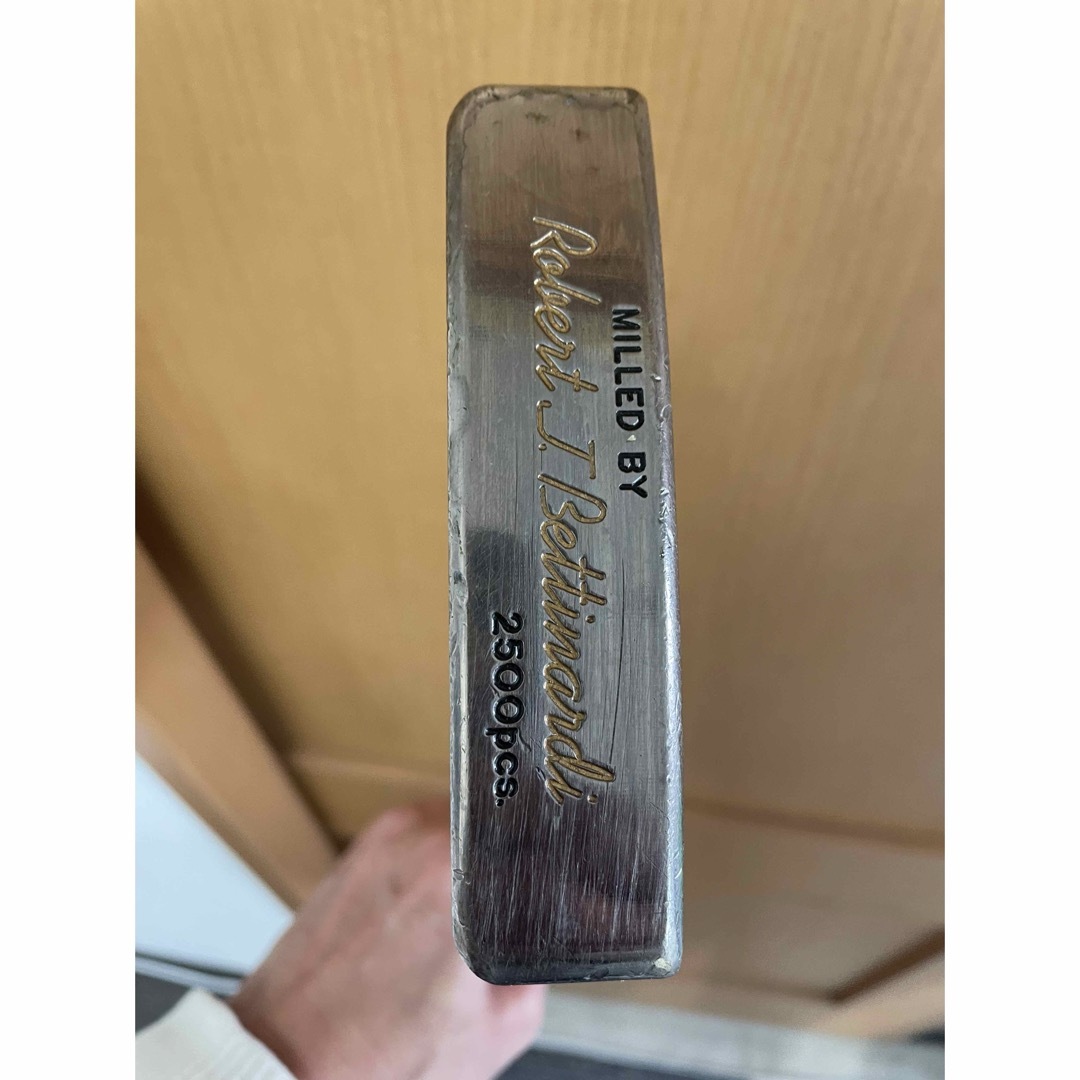 MILLED BY
Robert J. Bettinardi
2500pcs.